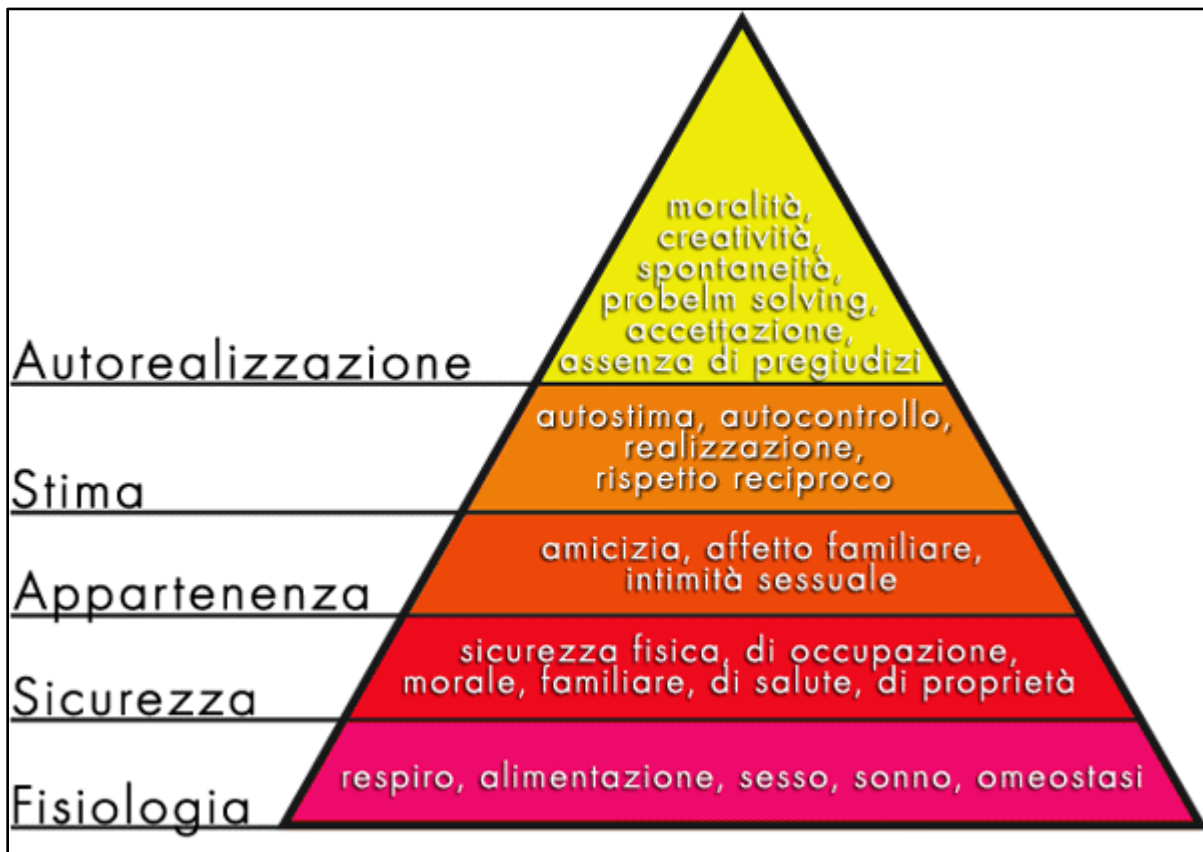 moralità,
creatività,
spontaneità,
probelm solving,
accettazione,
assenza di pregiudizi
Autorealizzazione
autostima, autocontrollo,
realizzazione,
rispetto reciproco
Stima
amicizia, affetto familiare,
intimità sessuale
Appartenenza
sicurezza fisica, di occupazione,
morale, familiare, di salute, di proprietà
Sicurezza
respiro, alimentazione, sesso, sonno, omeostasi
Fisiologia